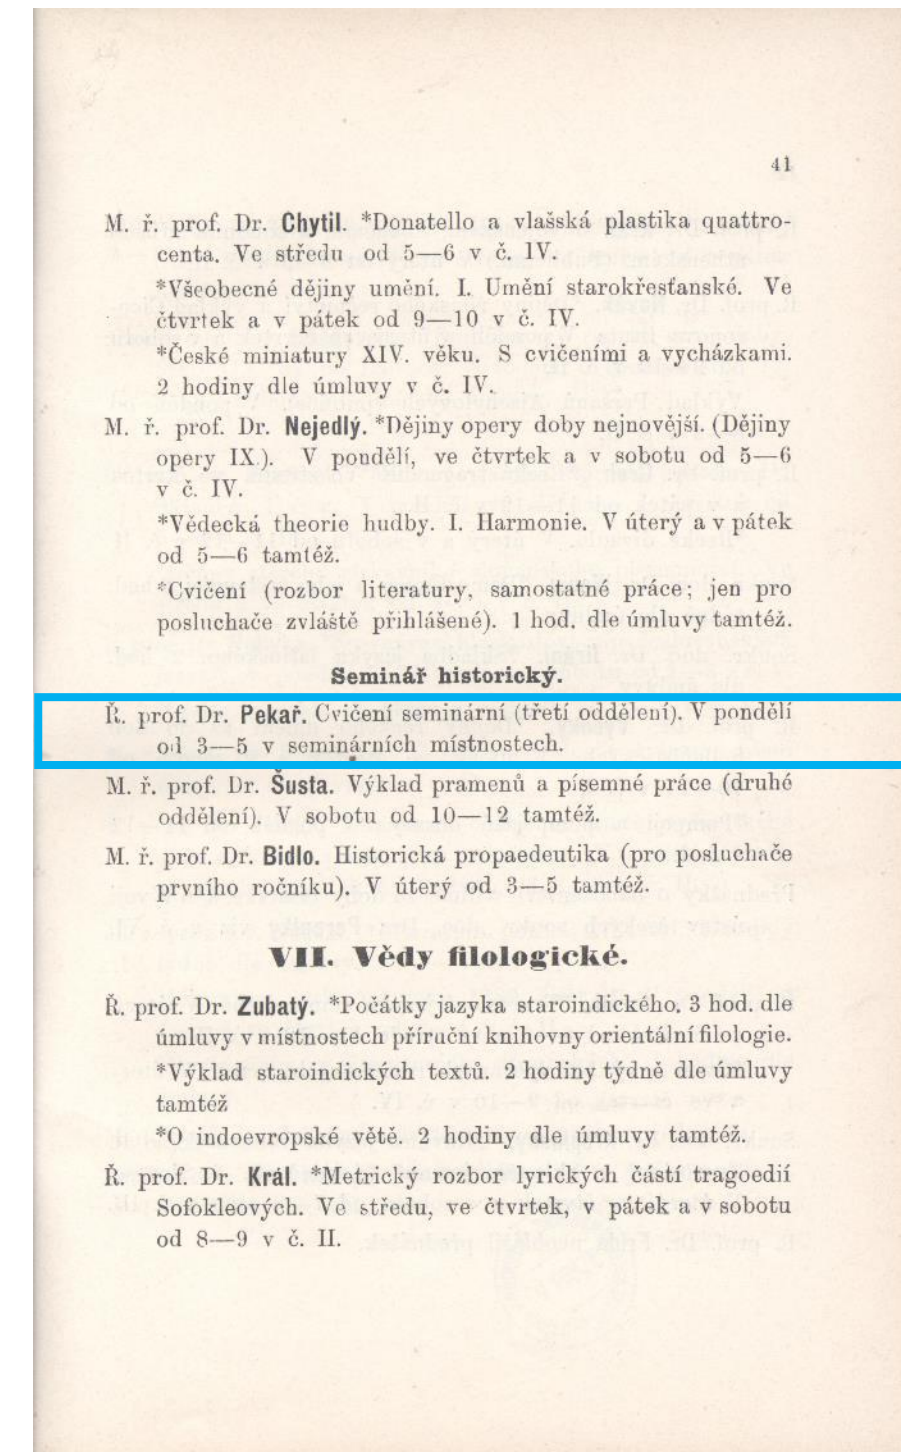 41
M. ř. prof. Dr. Chytil. *Donatello a vlašská plastika quattro-
centa. Ve středu od 5—6 v č. IV.
*Všeobecné dějiny umění. I. Umění starokřesťanské. Ve
čtvrtek a v pátek od 9—10 v č. IV.
*České miniatury XIV. věku. S cvičeními a vycházkami.
2 hodiny dle úmluvy v č. IV.
M. ř. prof. Dr. Nejedlý. *Dějiny opery doby nejnovější. (Dějiny
opery IX.). V pondělí, ve čtvrtek a v sobotu od 5—6
v č. IV.
*Vědecká theorie hudby. I. Harmonie. V úterý a v pátek
od 5—6 tamtéž.
*Cvičení (rozbor literatury, samostatné práce; jen pro
posluchače zvláště přihlášené). 1 hod. dle úmluvy tamtéž.
Seminář historický.
Ř. prof. Dr. Pekař. Cvičení seminární (třetí oddělení). V pondělí
od 3—5 v seminárních místnostech.
M. ř. prof. Dr. Šusta. Výklad pramenů a písemné práce (druhé
oddělení). V sobotu od 10—12 tamtéž.
M. ř. prof. Dr. Bidlo. Historická propaedeutika (pro posluchače
prvního ročníku). V úterý od 3—5 tamtéž.
VII. Vědy filologické.
Ř. prof. Dr. Zubatý. *Počátky jazyka staroindického. 3 hod. dle
úmluvy v místnostech příruční knihovny orientální filologie.
*Výklad staroindických textů. 2 hodiny týdně dle úmluvy
tamtéž
*O indoevropské větě. 2 hodiny dle úmluvy tamtéž.
Ř. prof. Dr. Král. *Metrický rozbor lyrických částí tragoedií
Sofokleových. Ve středu, ve čtvrtek, v pátek a v sobotu
od 8—9 v č. II.